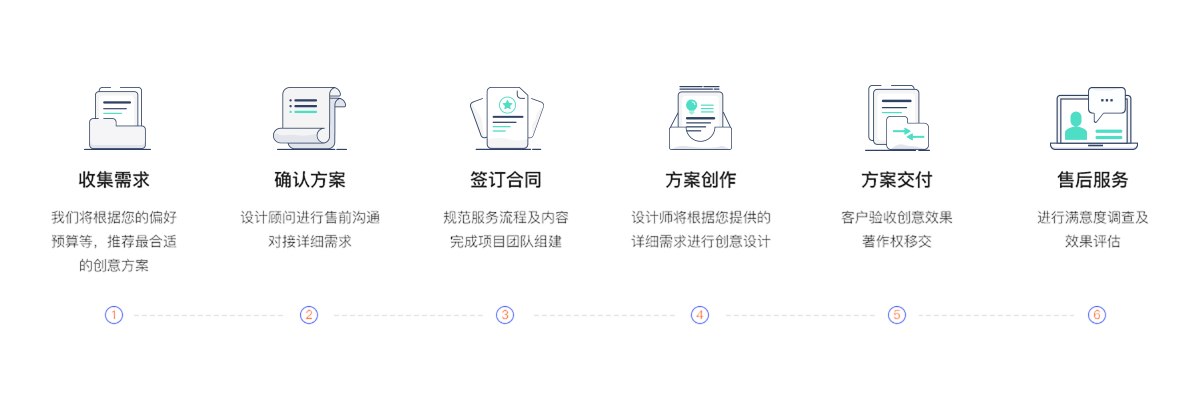 收集需求
我们将根据您的偏好
预算等，推荐最合适
的创意方案
确认方案
设计顾问进行售前沟通
对接详细需求
签订合同
规范服务流程及内容
完成项目团队组建
方案创作
设计师将根据您提供的
详细需求进行创意设计
方案交付
客户验收创意效果
著作权移交
售后服务
进行满意度调查及
效果评估
1
2
3
4
5
6